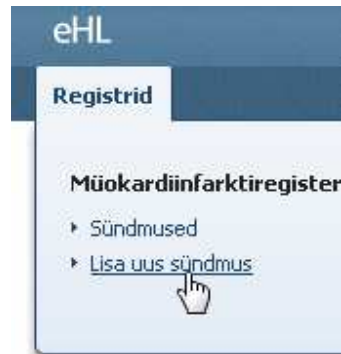 eHL
Registrid
Müokardiinfarktiregister
Sündmused
Lisa uus sündmus